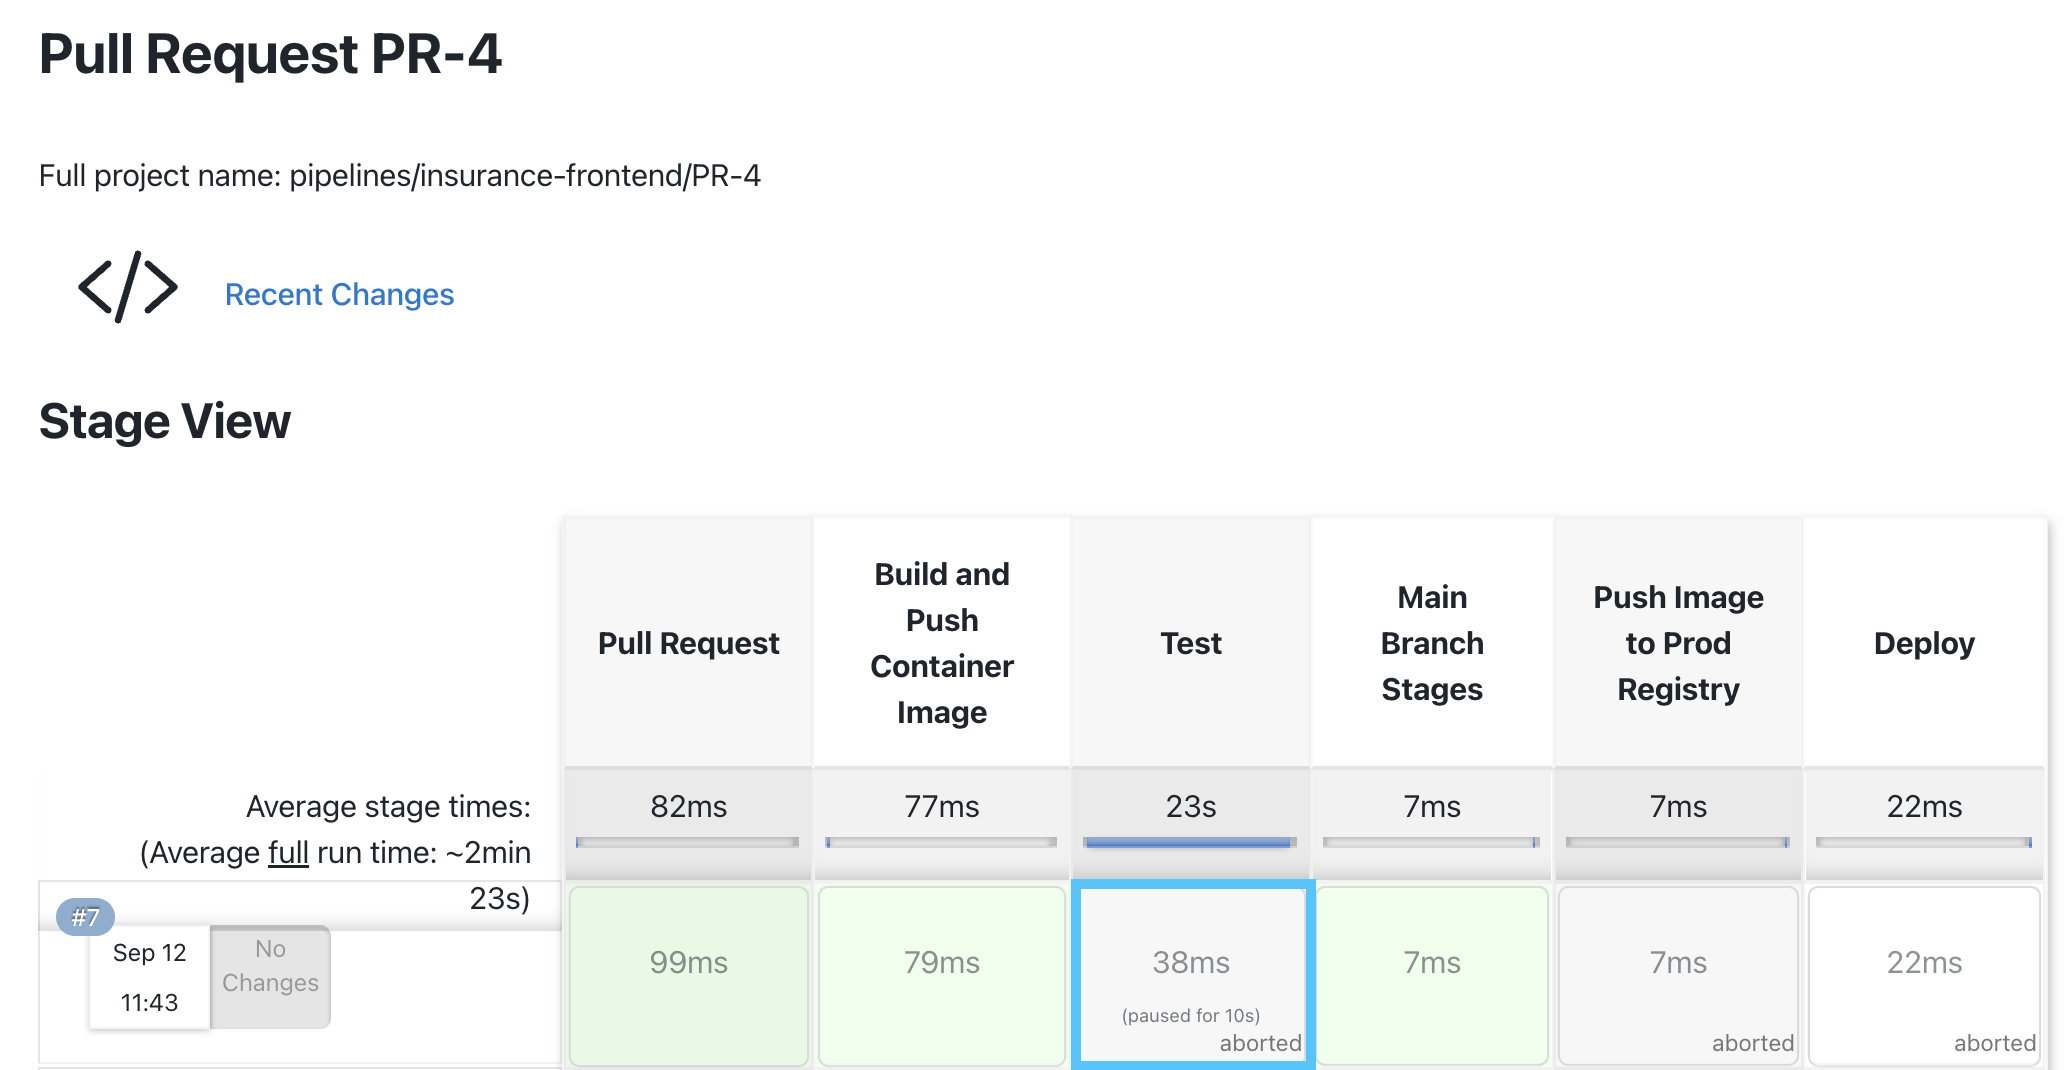 Pull Request PR-4
Full project name: pipelines/insurance-frontend/PR-4
</> Recent Changes
Stage View
Pull Request
Build and
Push
Container
Image
Test
Main
Branch
Stages
Push Image
to Prod
Registry
Deploy
Average stage times:
(Average full run time: ~2min
23s)
82ms
77ms
23s
7ms
7ms
22ms
#7
Sep 12
11:43
No
Changes
99ms
79ms
38ms
(paused for 10s)
aborted
7ms
7ms
aborted
22ms
aborted